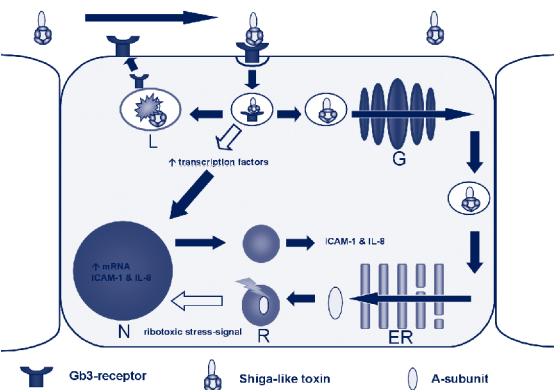 L
G
↑ transcription factors
ICAM-1 & IL-8
↑ mRNA
ICAM-1 & IL-8
N
ribotoxic stress-signal
R
ER
Gb3-receptor
Shiga-like toxin
A-subunit